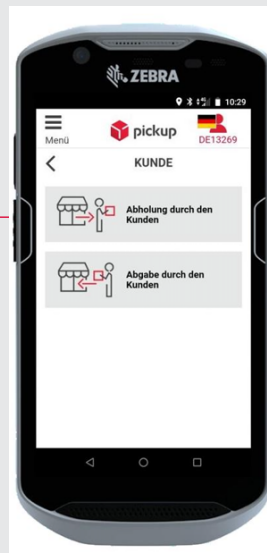 ZEBRA
10:29
Menü
pickup
DE13269
KUNDE
Abholung durch den
Kunden
Abgabe durch den
Kunden